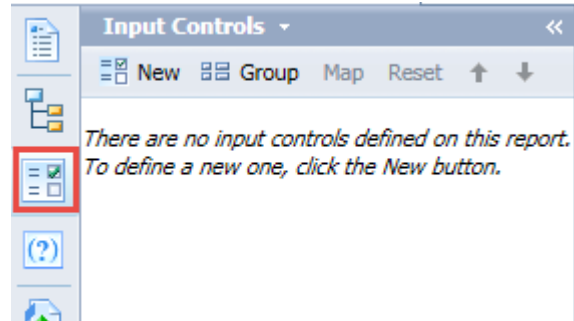 Input Controls
New Group Map Reset
There are no input controls defined on this report.
To define a new one, click the New button.
(?)